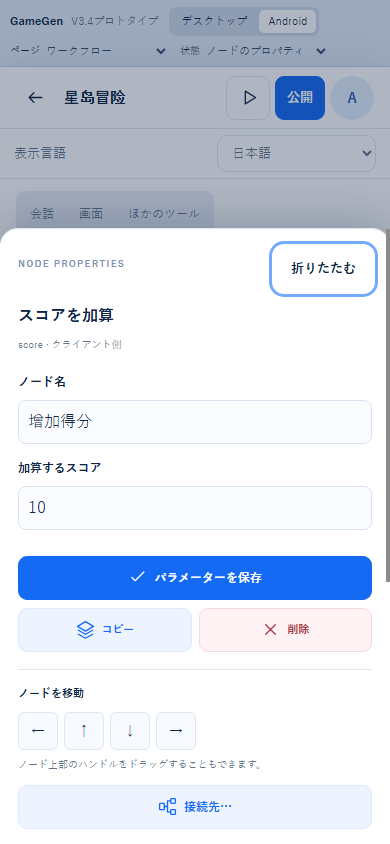 GameGen V3.4プロトタイプ デスクトップ Android
ページ ワークフロー 状態 ノードのプロパティ
← 星岛冒险 公開 A
表示言語 日本語
会話 画面 ほかのツール
NODE PROPERTIES 折りたたむ
スコアを加算
score · クライアント側
ノード名
增加得分
加算するスコア
10
パラメーターを保存
コピー 削除
ノードを移動
← ↑ ↓ →
ノード上部のハンドルをドラッグすることもできます。
接続先…